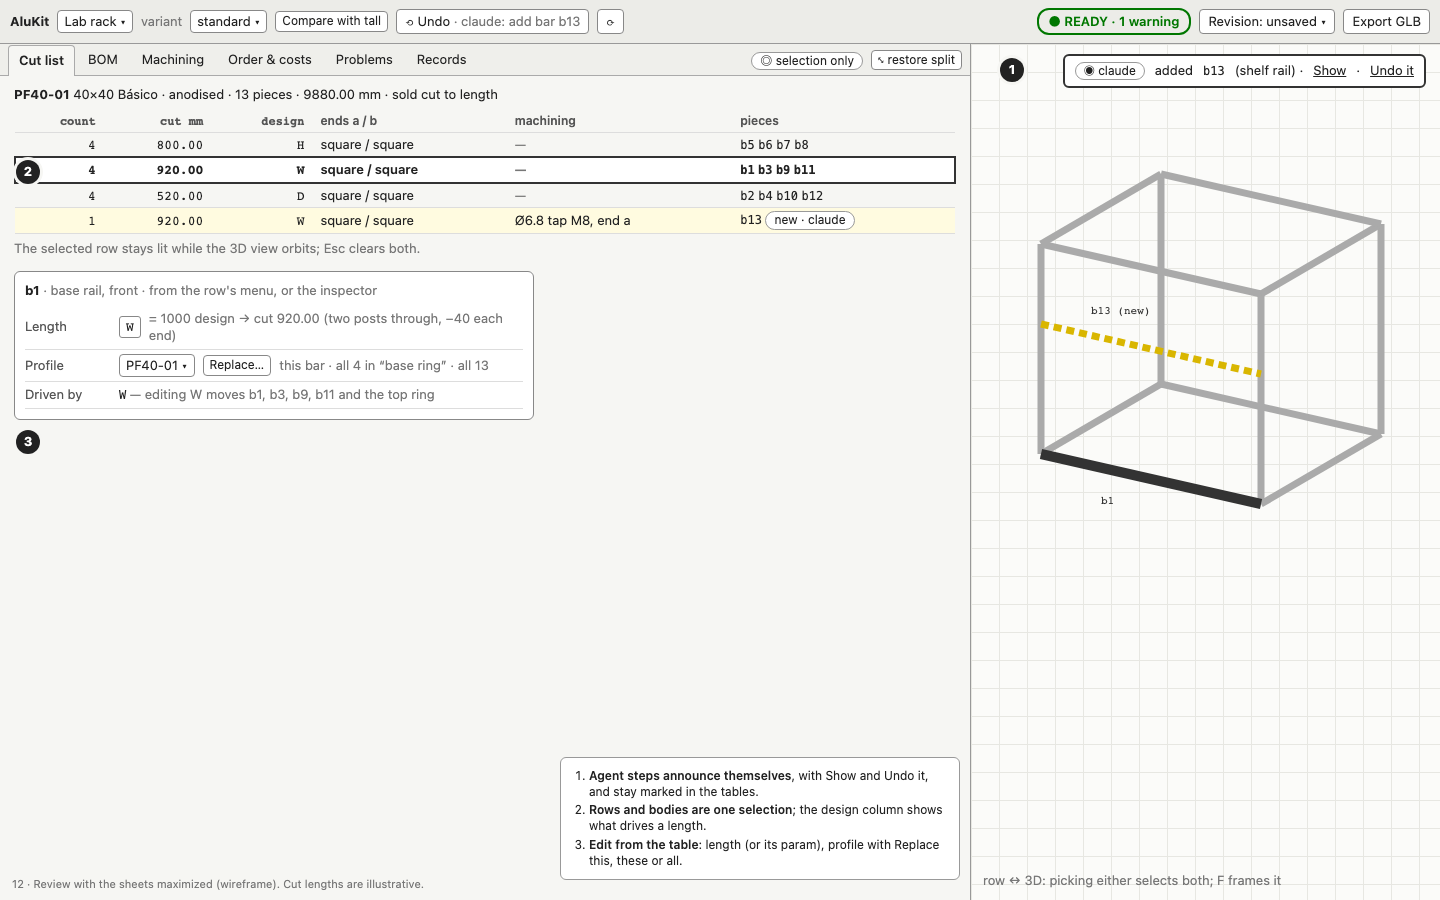 AluKit Lab rack ▾ variant standard ▾ Compare with tall ⟲ Undo · claude: add bar b13 ⟳ ● READY · 1 warning Revision: unsaved ▾ Export GLB
Cut list BOM Machining Order & costs Problems Records ◎ selection only ⤡ restore split
1 ◉ claude added b13 (shelf rail) · Show · Undo it
PF40-01 40×40 Básico · anodised · 13 pieces · 9880.00 mm · sold cut to length
count cut mm design ends a / b machining pieces
4 800.00 H square / square — b5 b6 b7 b8
2 4 920.00 W square / square — b1 b3 b9 b11
4 520.00 D square / square — b2 b4 b10 b12
1 920.00 W square / square Ø6.8 tap M8, end a b13 new · claude
The selected row stays lit while the 3D view orbits; Esc clears both.
b1 · base rail, front · from the row's menu, or the inspector
Length W = 1000 design → cut 920.00 (two posts through, −40 each
end)
Profile PF40-01 ▾ Replace... this bar · all 4 in “base ring” · all 13
Driven by W — editing W moves b1, b3, b9, b11 and the top ring
3
b13 (new)
b1
1. Agent steps announce themselves, with Show and Undo it,
and stay marked in the tables.
2. Rows and bodies are one selection; the design column shows
what drives a length.
3. Edit from the table: length (or its param), profile with Replace
this, these or all.
12 · Review with the sheets maximized (wireframe). Cut lengths are illustrative.
row ↔ 3D: picking either selects both; F frames it